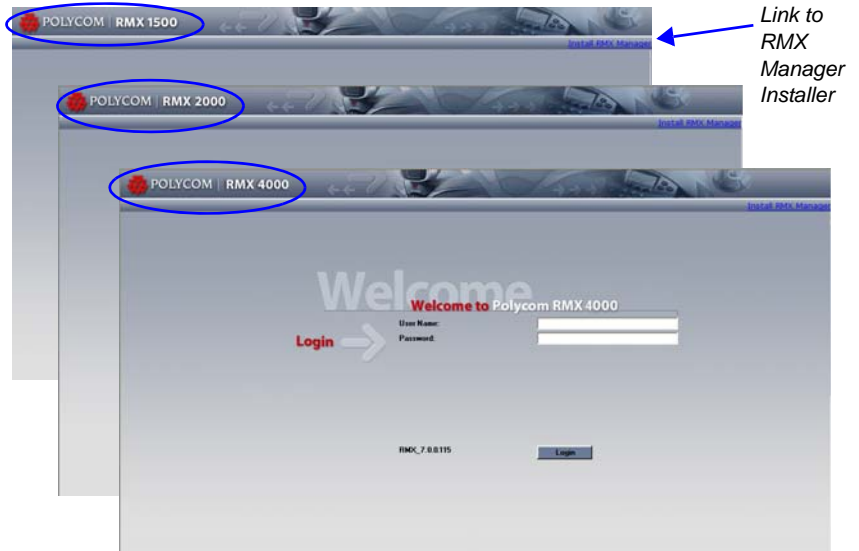 POLYCOM | RMX 1500
Install RMX Manager
Link to
RMX
Manager
Installer
POLYCOM | RMX 2000
Install RMX Manager
POLYCOM | RMX 4000
Install RMX Manager
Welcome
Welcome to Polycom RMX 4000
User Name:
Login
Password:
RMX_7.0.0.115
Login